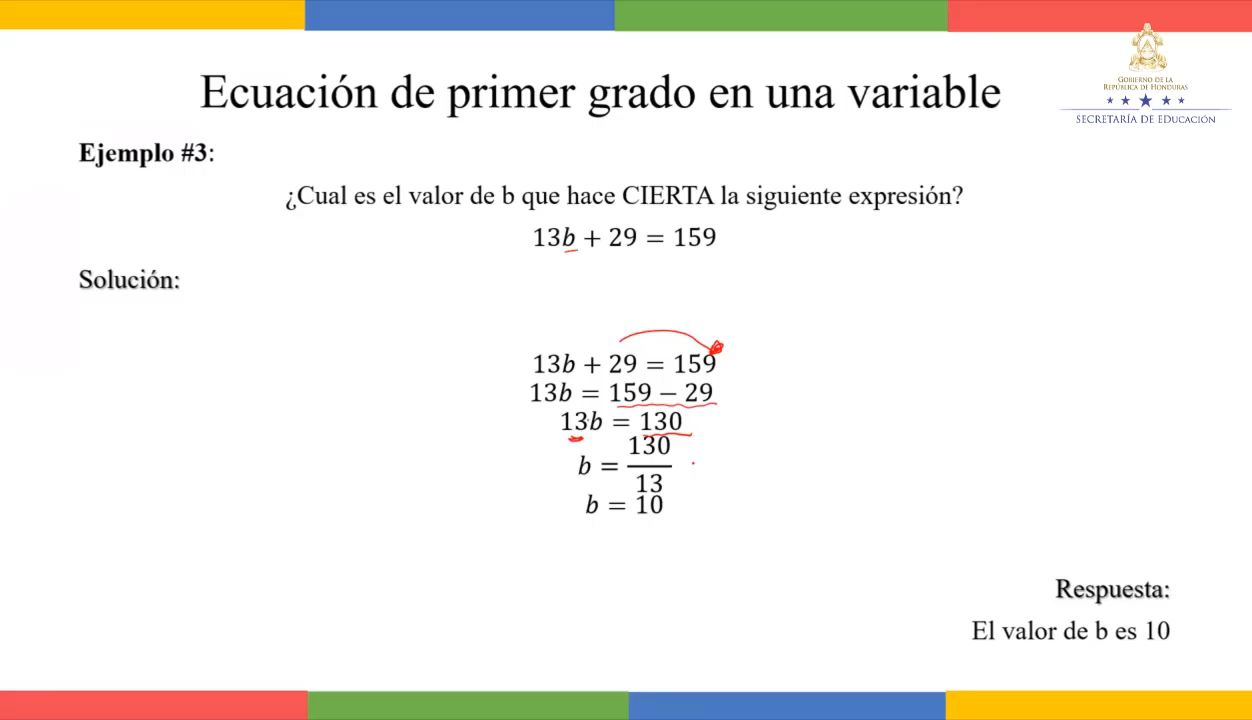 Ecuación de primer grado en una variable
GOBIERNO DE LA
REPÚBLICA DE HONDURAS
SECRETARÍA DE EDUCACIÓN
Ejemplo #3:
¿Cual es el valor de b que hace CIERTA la siguiente expresión?
13b + 29 = 159
Solución:
13b + 29 = 159
13b = 159 − 29
13b = 130
b = 130/13
b = 10
Respuesta:
El valor de b es 10